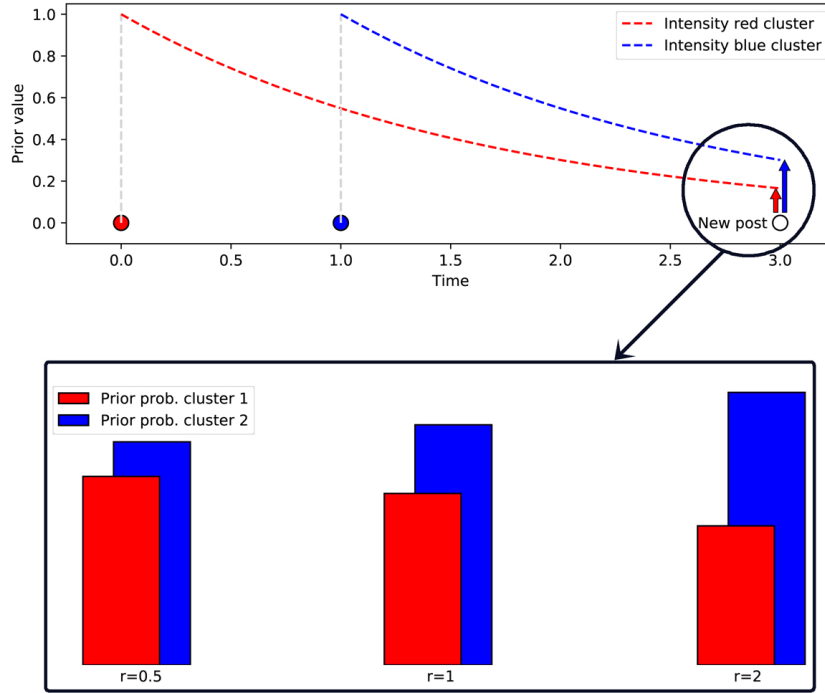 1.0
0.8
0.6
0.4
0.2
0.0
Prior value
Intensity red cluster
Intensity blue cluster
New post
0.0 0.5 1.0 1.5 2.0 2.5 3.0
Time
Prior prob. cluster 1
Prior prob. cluster 2
r=0.5 r=1 r=2